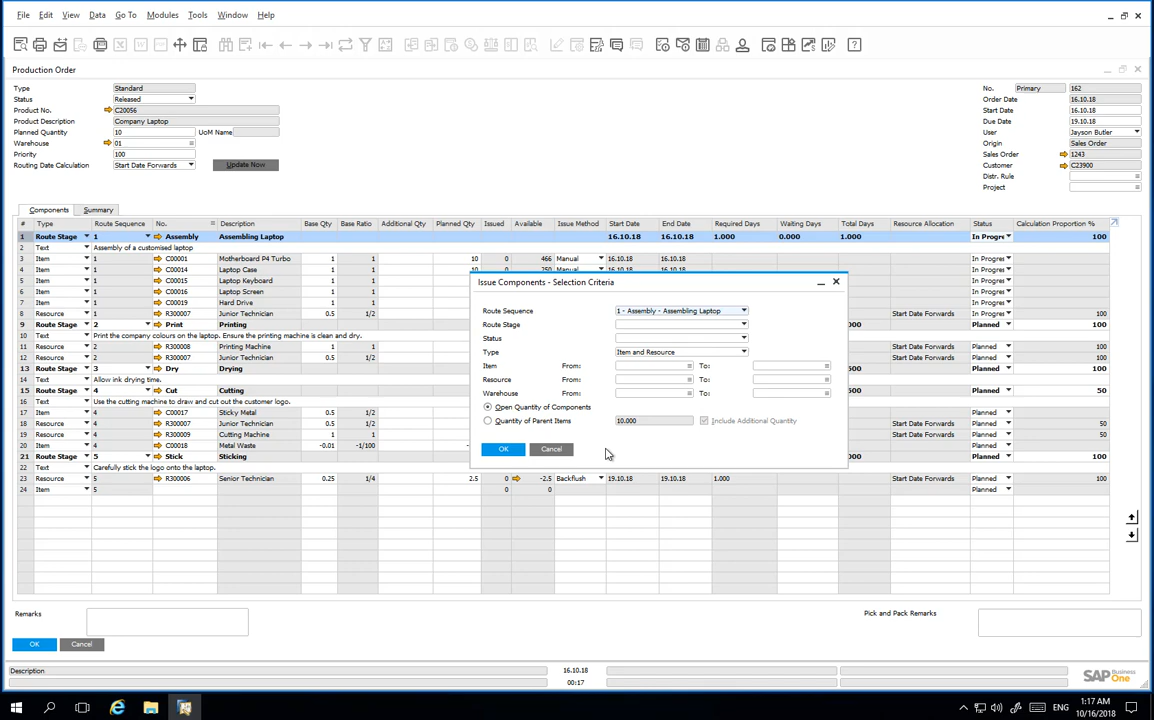 File Edit View Data Go To Modules Tools Window Help
Production Order
Type Standard
Status Released
Product No. C20056
Product Description Company Laptop
Planned Quantity 10 UoM Name
Warehouse 01
Priority 100
Routing Date Calculation Start Date Forwards Update Now
No. Primary 162
Order Date 16.10.18
Start Date 16.10.18
Due Date 19.10.18
User Jayson Butler
Origin Sales Order
Sales Order 1243
Customer C23900
Distr. Rule
Project
Components Summary
# Type Route Sequence No. Description Base Qty Base Ratio Additional Qty Planned Qty Issued Available Issue Method Start Date End Date Required Days Waiting Days Total Days Resource Allocation Status Calculation Proportion %
1 Route Stage 1 Assembly Assembling Laptop 16.10.18 16.10.18 1.000 0.000 1.000 In Progre 100
2 Text Assembly of a customised laptop
3 Item 1 C00001 Motherboard P4 Turbo 1 1 10 0 466 Manual 16.10.18 16.10.18 In Progres
4 Item 1 C00014 Laptop Case 1 1 10 0 250 Manual 16.10.18 16.10.18 In Progres
5 Item 1 C00015 Laptop Keyboard 1 1 In Progres
6 Item 1 C00016 Laptop Screen 1 1 In Progres
7 Item 1 C00019 Hard Drive 1 1 In Progres
8 Resource 1 R300007 Junior Technician 0.5 1/2 Start Date Forwards In Progres 100
9 Route Stage 2 Print Printing 000 Planned 100
10 Text Print the company colours on the laptop. Ensure the printing machine is clean and dry.
11 Resource 2 R300008 Printing Machine 1 1 Start Date Forwards Planned 100
12 Resource 2 R300007 Junior Technician 0.5 1/2 Start Date Forwards Planned 100
13 Route Stage 3 Dry Drying 000 Planned 100
14 Text Allow ink drying time.
15 Route Stage 4 Cut Cutting 500 Planned 50
16 Text Use the cutting machine to draw and cut out the customer logo.
17 Item 4 C00017 Sticky Metal 0.5 1/2 Planned
18 Resource 4 R300007 Junior Technician 0.5 1/2 Start Date Forwards Planned 50
19 Resource 4 R300009 Cutting Machine 1 1 Start Date Forwards Planned 50
20 Item 4 C00018 Metal Waste -0.01 -1/100 Planned
21 Route Stage 5 Stick Sticking 000 Planned 100
22 Text Carefully stick the logo onto the laptop.
23 Resource 5 R300006 Senior Technician 0.25 1/4 2.5 0 -2.5 Backflush 19.10.18 19.10.18 1.000 Start Date Forwards Planned 100
24 Item 5 0 0 Planned
Issue Components - Selection Criteria
Route Sequence 1 - Assembly - Assembling Laptop
Route Stage
Status
Type Item and Resource
Item From: To:
Resource From: To:
Warehouse From: To:
Open Quantity of Components
Quantity of Parent Items 10.000 Include Additional Quantity
OK Cancel
Remarks
Pick and Pack Remarks
OK Cancel
Description 16.10.18
00:17
SAP Business One
ENG 1:17 AM
10/16/2018